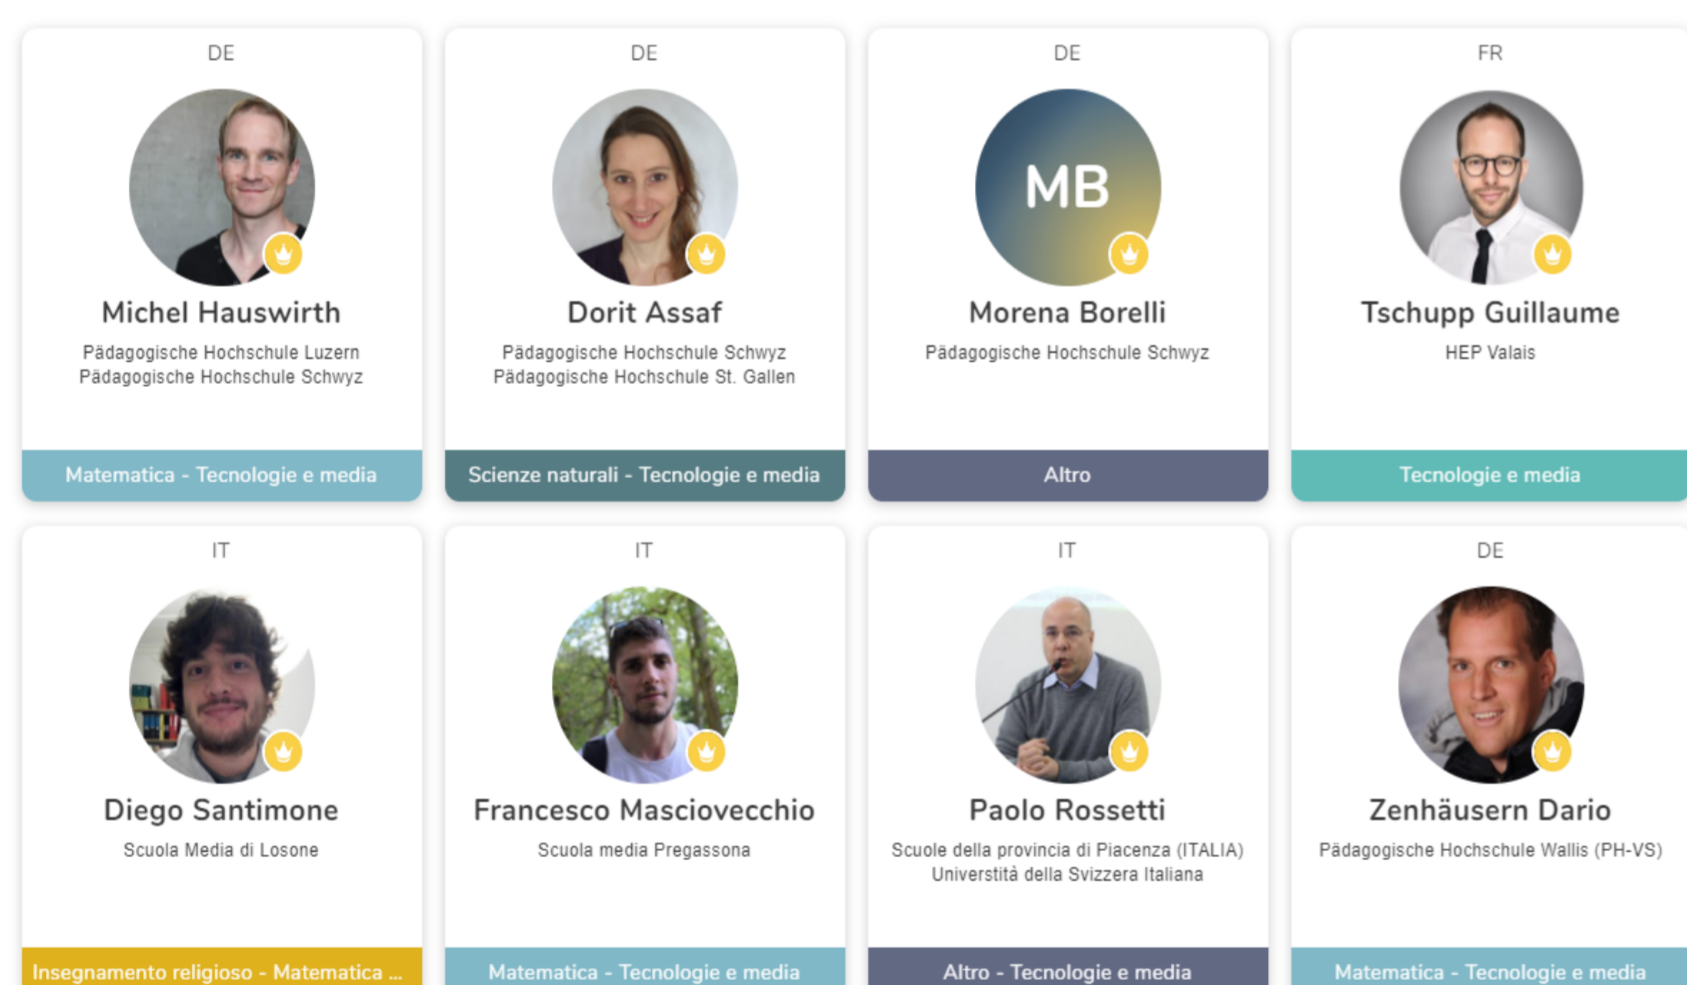 DE
DE
DE
FR
MB
Michel Hauswirth
Dorit Assaf
Morena Borelli
Tschupp Guillaume
Pädagogische Hochschule Luzern
Pädagogische Hochschule Schwyz
Pädagogische Hochschule Schwyz
Pädagogische Hochschule St. Gallen
Pädagogische Hochschule Schwyz
HEP Valais
Matematica - Tecnologie e media
Scienze naturali - Tecnologie e media
Altro
Tecnologie e media
IT
IT
IT
DE
Diego Santimone
Francesco Masciovecchio
Paolo Rossetti
Zenhäusern Dario
Scuola Media di Losone
Scuola media Pregassona
Scuole della provincia di Piacenza (ITALIA)
Universtità della Svizzera Italiana
Pädagogische Hochschule Wallis (PH-VS)
Insegnamento religioso - Matematica ...
Matematica - Tecnologie e media
Altro - Tecnologie e media
Matematica - Tecnologie e media